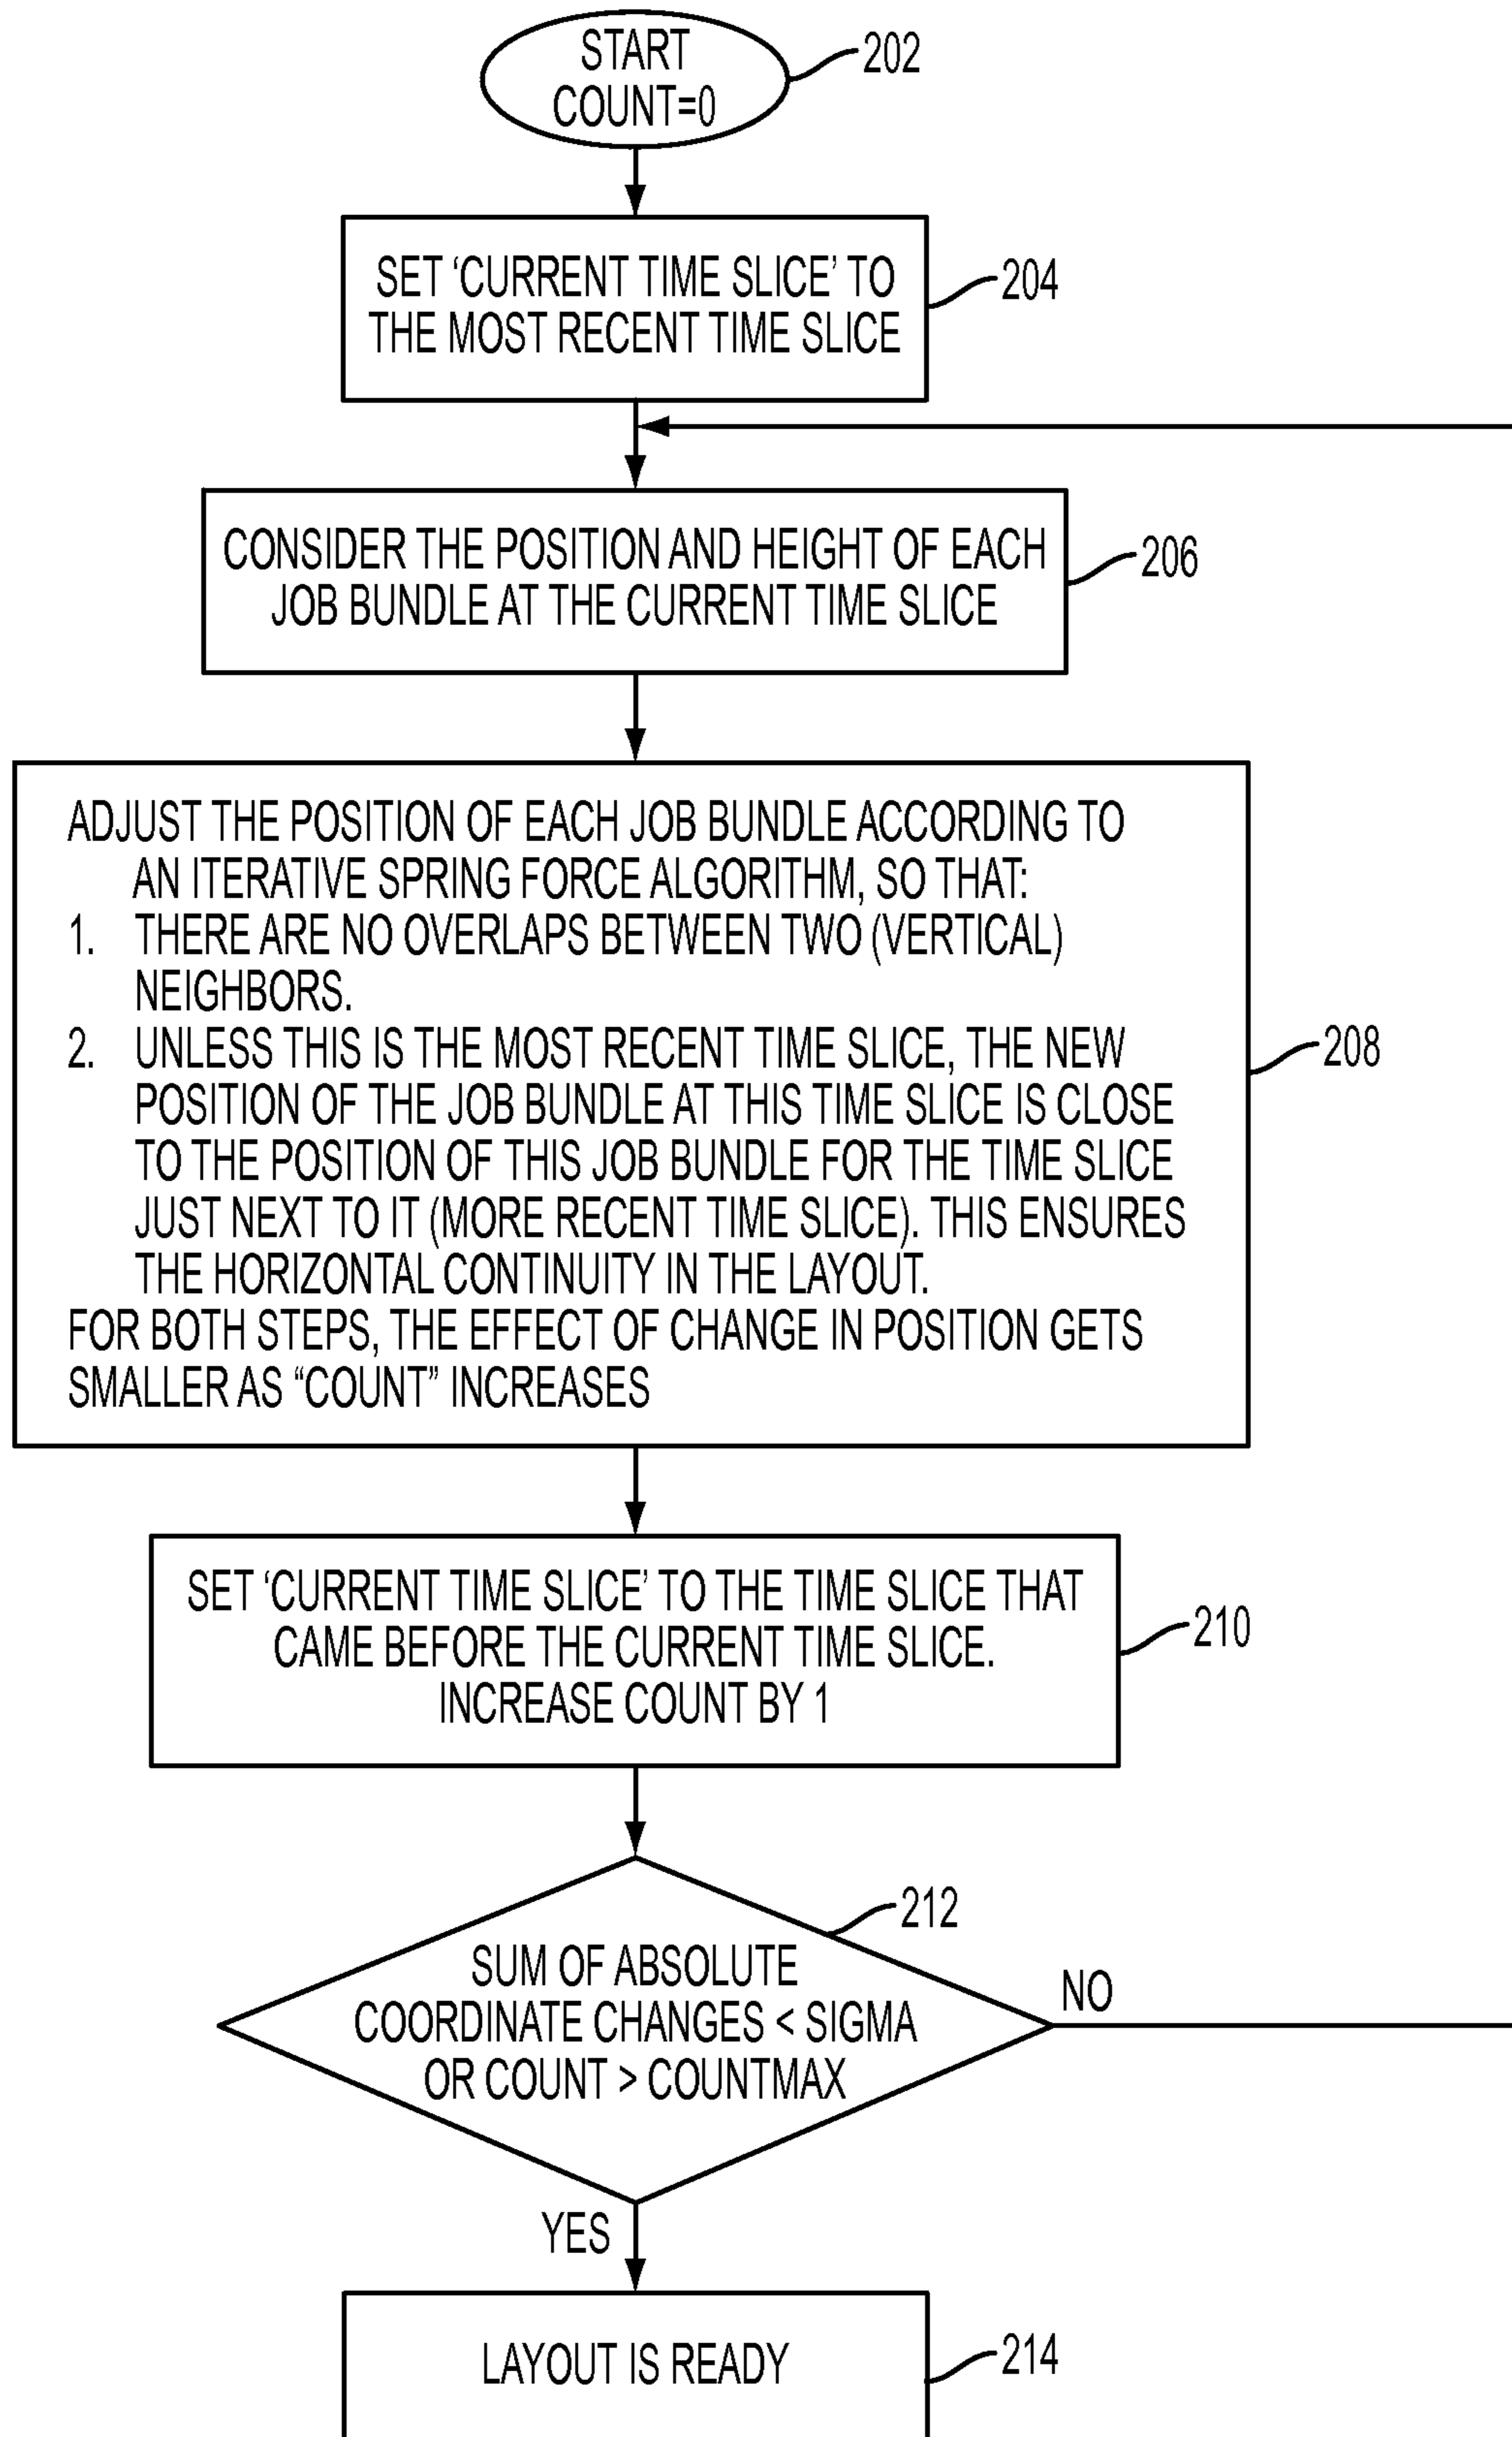 START
COUNT=0
202
SET ‘CURRENT TIME SLICE’ TO
THE MOST RECENT TIME SLICE
204
CONSIDER THE POSITION AND HEIGHT OF EACH
JOB BUNDLE AT THE CURRENT TIME SLICE
206
ADJUST THE POSITION OF EACH JOB BUNDLE ACCORDING TO
AN ITERATIVE SPRING FORCE ALGORITHM, SO THAT:
1. THERE ARE NO OVERLAPS BETWEEN TWO (VERTICAL)
NEIGHBORS.
2. UNLESS THIS IS THE MOST RECENT TIME SLICE, THE NEW
POSITION OF THE JOB BUNDLE AT THIS TIME SLICE IS CLOSE
TO THE POSITION OF THIS JOB BUNDLE FOR THE TIME SLICE
JUST NEXT TO IT (MORE RECENT TIME SLICE). THIS ENSURES
THE HORIZONTAL CONTINUITY IN THE LAYOUT.
FOR BOTH STEPS, THE EFFECT OF CHANGE IN POSITION GETS
SMALLER AS “COUNT” INCREASES
208
SET ‘CURRENT TIME SLICE’ TO THE TIME SLICE THAT
CAME BEFORE THE CURRENT TIME SLICE.
INCREASE COUNT BY 1
210
212
SUM OF ABSOLUTE
COORDINATE CHANGES < SIGMA
OR COUNT > COUNTMAX
NO
YES
LAYOUT IS READY
214